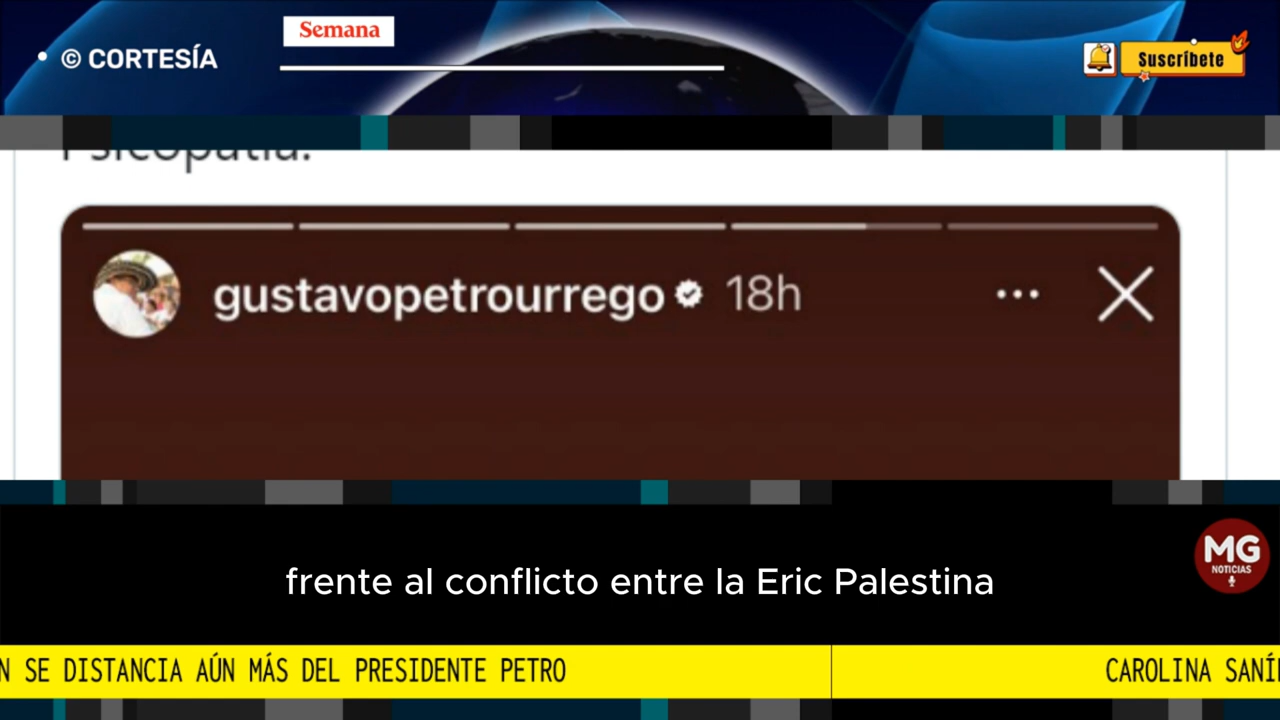 Semana
• © CORTESÍA
Suscríbete
Psicopatía.
gustavopetrourrego 18h
frente al conflicto entre la Eric Palestina
MG
NOTICIAS
N SE DISTANCIA AÚN MÁS DEL PRESIDENTE PETRO
CAROLINA SANÍ